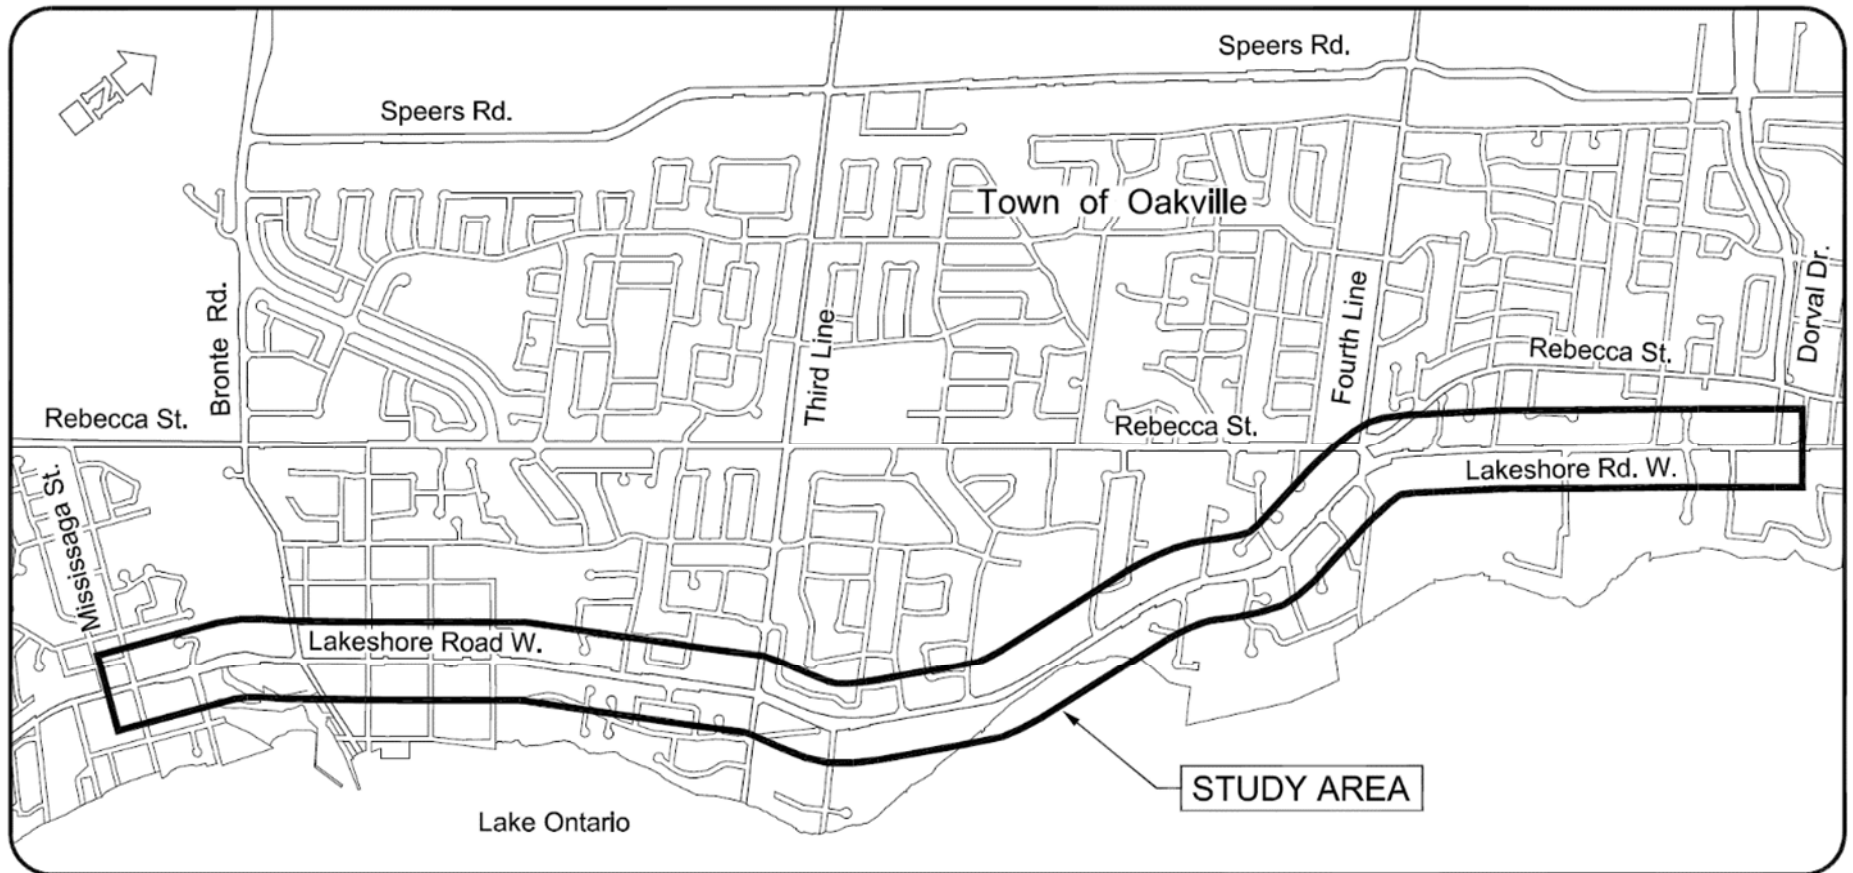 Speers Rd.
Speers Rd.
N
Town of Oakville
Bronte Rd.
Third Line
Fourth Line
Dorval Dr.
Rebecca St.
Rebecca St.
Rebecca St.
Lakeshore Rd. W.
Mississaga St.
Lakeshore Road W.
STUDY AREA
Lake Ontario